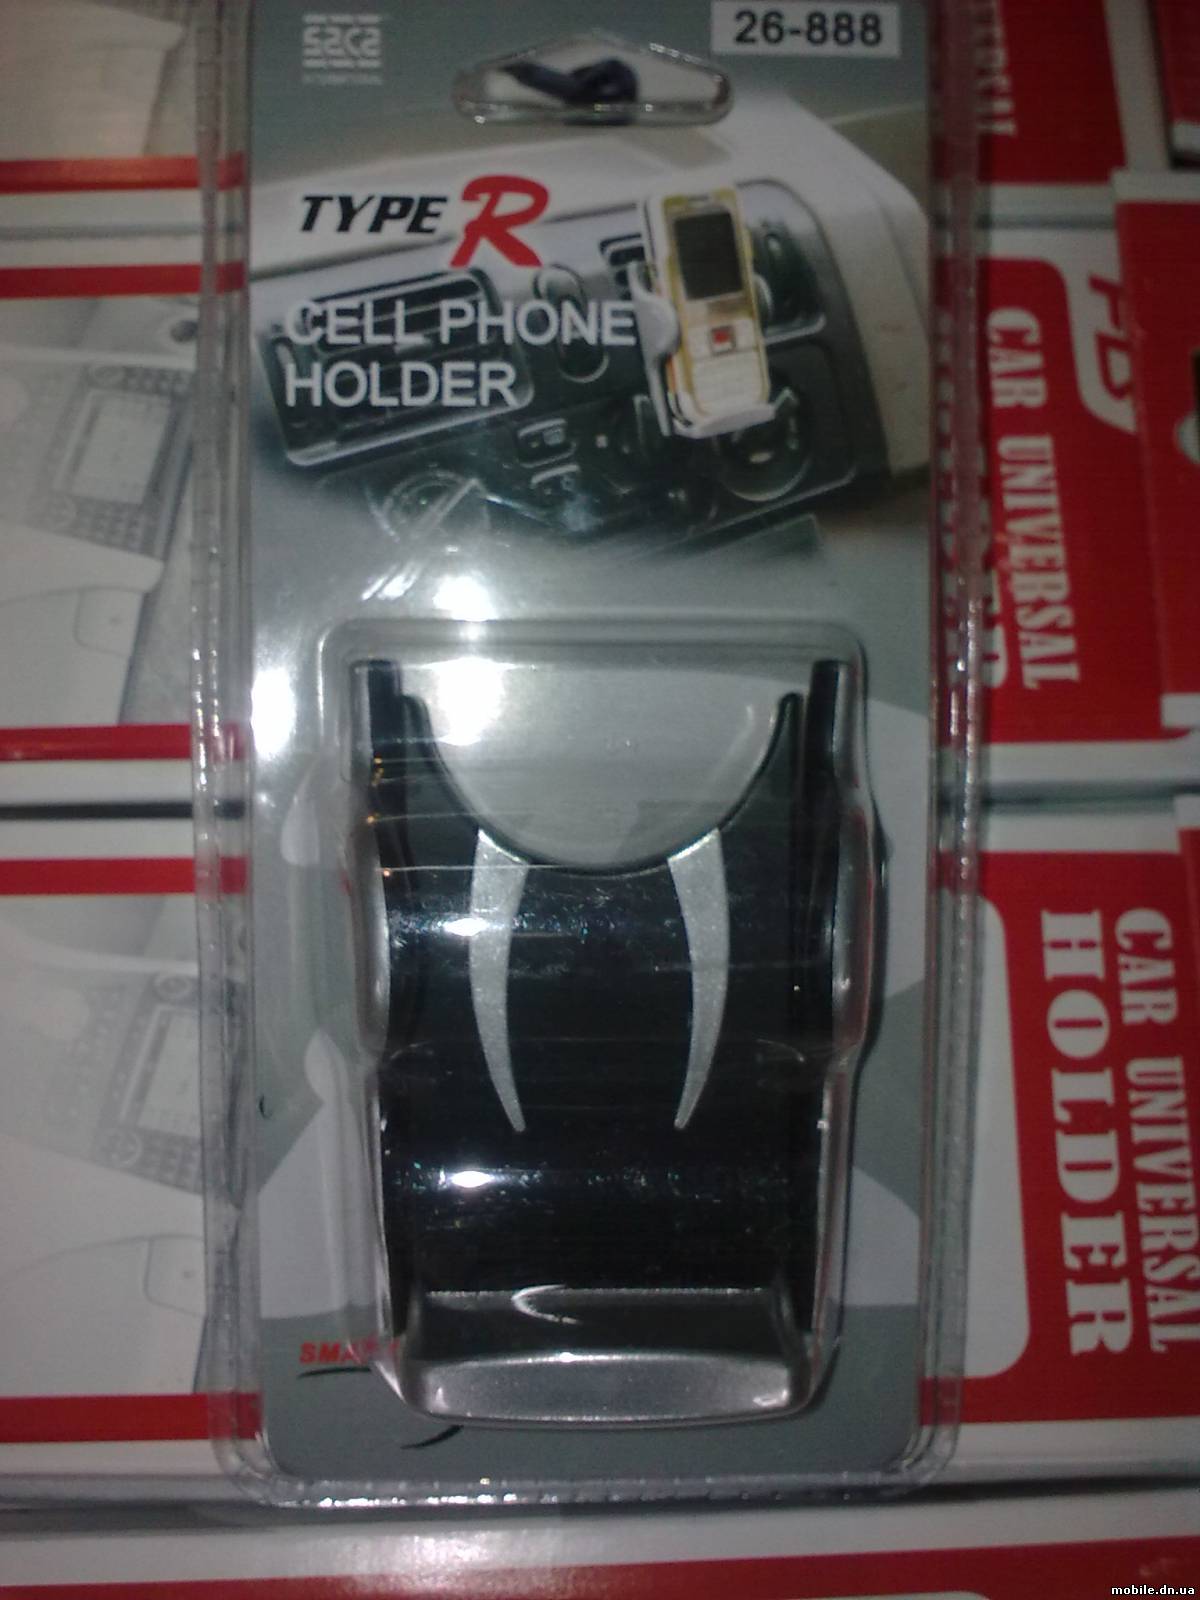 26-888
TYPE R
CELL PHONE
HOLDER
CAR UNIVERSAL
CAR UNIVERSAL
HOLDER
mobile.dn.ua